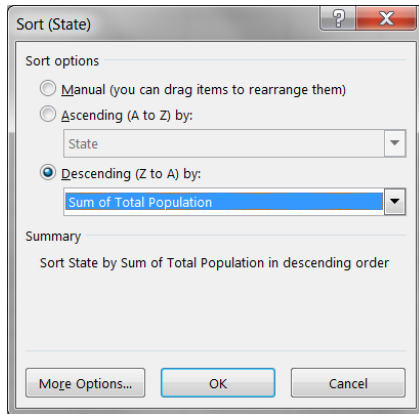 Sort (State)
Sort options
Manual (you can drag items to rearrange them)
Ascending (A to Z) by:
State
Descending (Z to A) by:
Sum of Total Population
Summary
Sort State by Sum of Total Population in descending order
More Options... OK Cancel